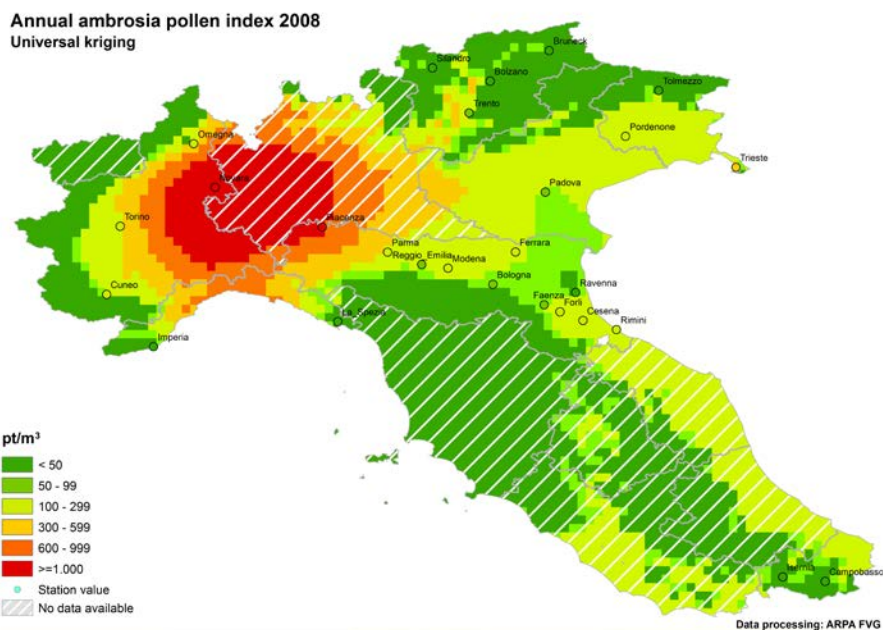 Annual ambrosia pollen index 2008
Universal kriging
Bruneck
Silandro
Bolzano
Tolmezzo
Trento
Pordenone
Omegna
Trieste
Novara
Padova
Torino
Piacenza
Parma
Ferrara
Reggio_Emilia
Modena
Bologna
Cuneo
Ravenna
Faenza
Forlì
Cesena
La_Spezia
Rimini
Imperia
pt/m³
< 50
50 - 99
100 - 299
300 - 599
600 - 999
>=1.000
Station value
No data available
Isernia
Campobasso
Data processing: ARPA FVG